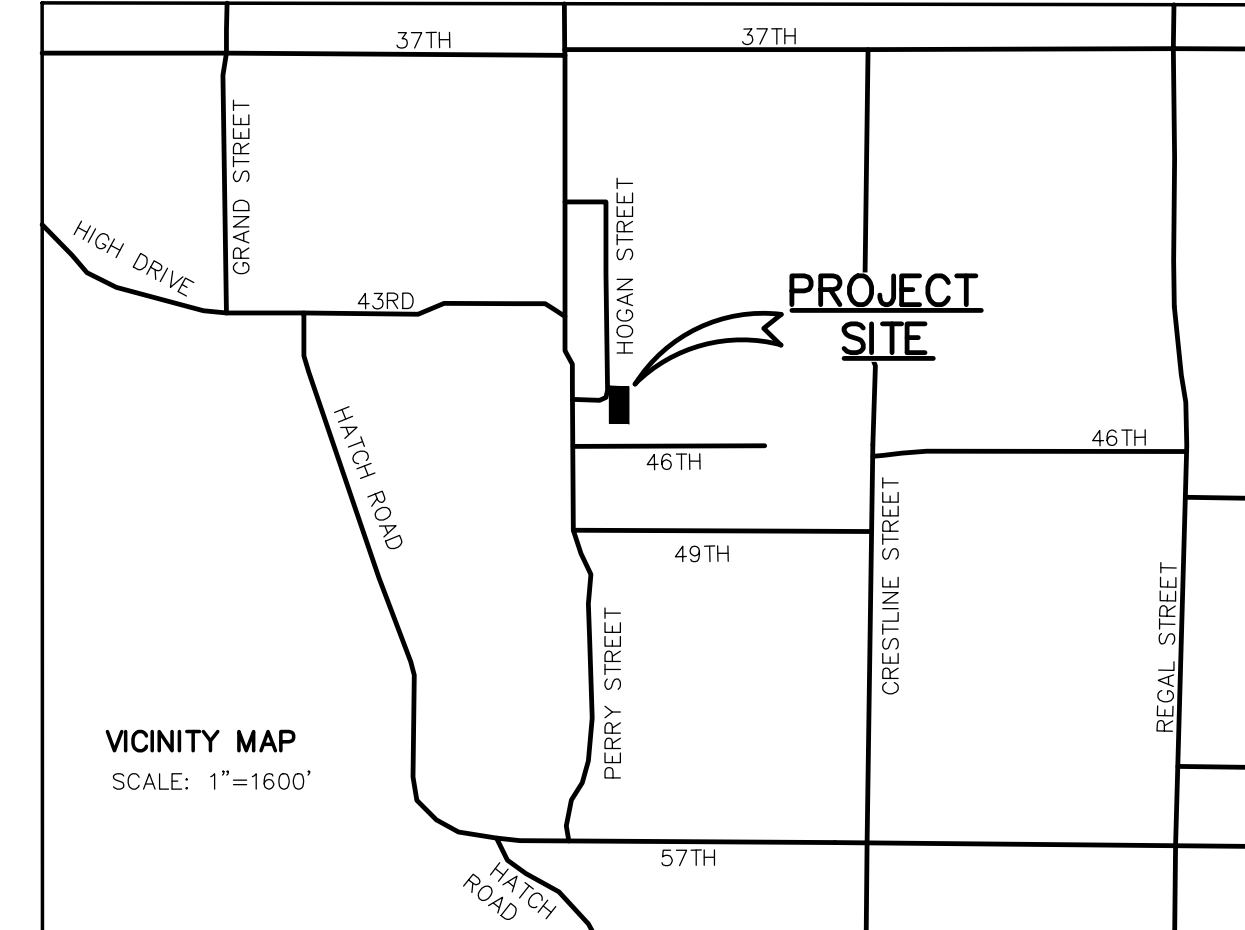 37TH
37TH
GRAND STREET
HOGAN STREET
HIGH DRIVE
43RD
PROJECT
SITE
HATCH ROAD
46TH
46TH
49TH
CRESTLINE STREET
REGAL STREET
PERRY STREET
VICINITY MAP
SCALE: 1”=1600’
57TH
HATCH
ROAD